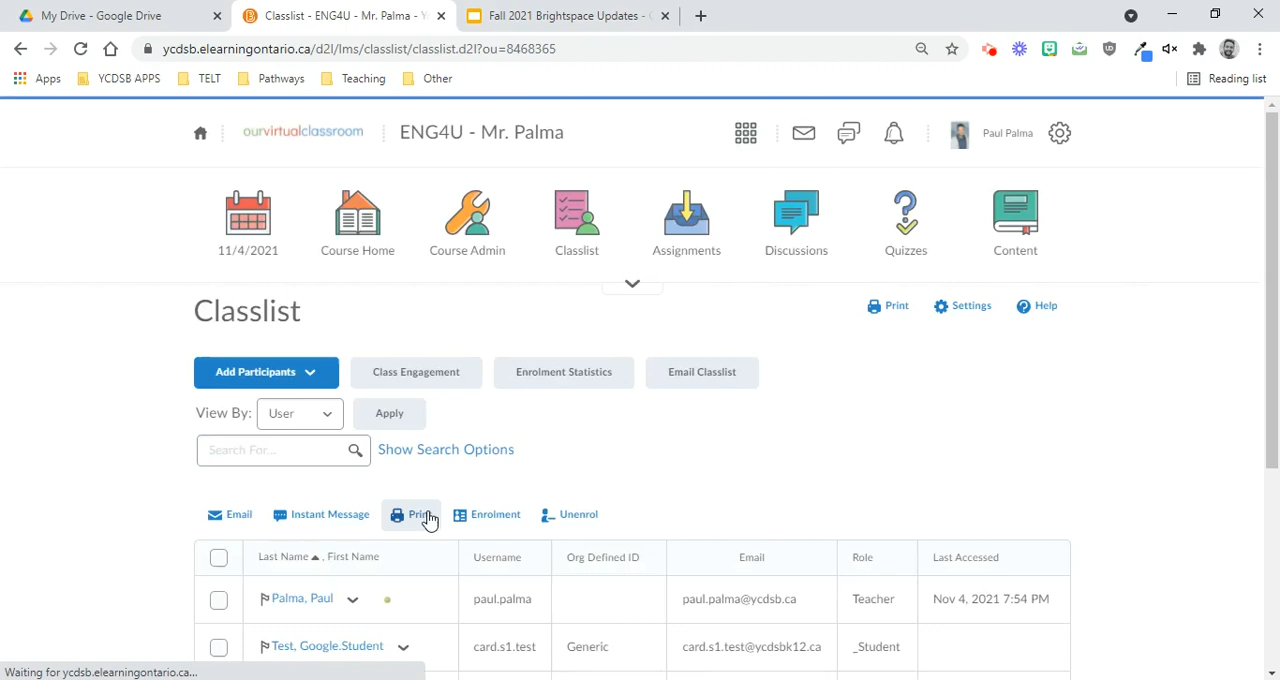 My Drive - Google Drive
Classlist - ENG4U - Mr. Palma - Y
Fall 2021 Brightspace Updates -
ycdsb.elearningontario.ca/d2l/lms/classlist/classlist.d2l?ou=8468365
Apps YCDSB APPS TELT Pathways Teaching Other Reading list
ourvirtualclassroom ENG4U - Mr. Palma Paul Palma
11/4/2021 Course Home Course Admin Classlist Assignments Discussions Quizzes Content
Classlist Print Settings Help
Add Participants Class Engagement Enrolment Statistics Email Classlist
View By: User Apply
Search For... Show Search Options
Email Instant Message Print Enrolment Unenrol
Last Name , First Name Username Org Defined ID Email Role Last Accessed
Palma, Paul paul.palma paul.palma@ycdsb.ca Teacher Nov 4, 2021 7:54 PM
Test, Google.Student card.s1.test Generic card.s1.test@ycdsbk12.ca _Student
Waiting for ycdsb.elearningontario.ca...